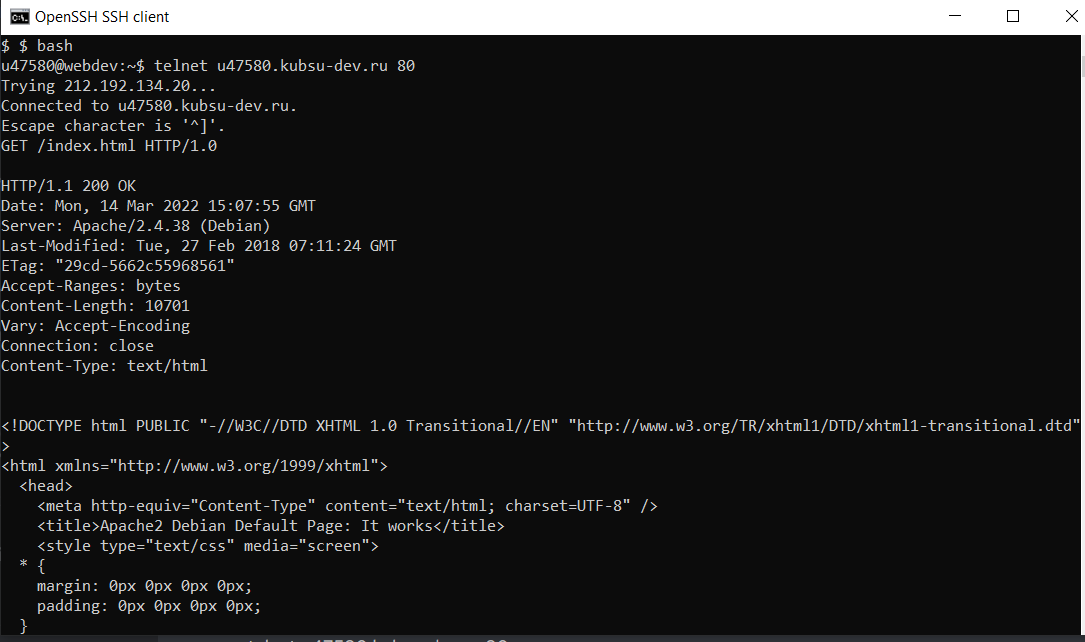 OpenSSH SSH client
$ $ bash
u47580@webdev:~$ telnet u47580.kubsu-dev.ru 80
Trying 212.192.134.20...
Connected to u47580.kubsu-dev.ru.
Escape character is '^]'.
GET /index.html HTTP/1.0

HTTP/1.1 200 OK
Date: Mon, 14 Mar 2022 15:07:55 GMT
Server: Apache/2.4.38 (Debian)
Last-Modified: Tue, 27 Feb 2018 07:11:24 GMT
ETag: "29cd-5662c55968561"
Accept-Ranges: bytes
Content-Length: 10701
Vary: Accept-Encoding
Connection: close
Content-Type: text/html


<!DOCTYPE html PUBLIC "-//W3C//DTD XHTML 1.0 Transitional//EN" "http://www.w3.org/TR/xhtml1/DTD/xhtml1-transitional.dtd"
>
<html xmlns="http://www.w3.org/1999/xhtml">
  <head>
    <meta http-equiv="Content-Type" content="text/html; charset=UTF-8" />
    <title>Apache2 Debian Default Page: It works</title>
    <style type="text/css" media="screen">
  * {
    margin: 0px 0px 0px 0px;
    padding: 0px 0px 0px 0px;
  }